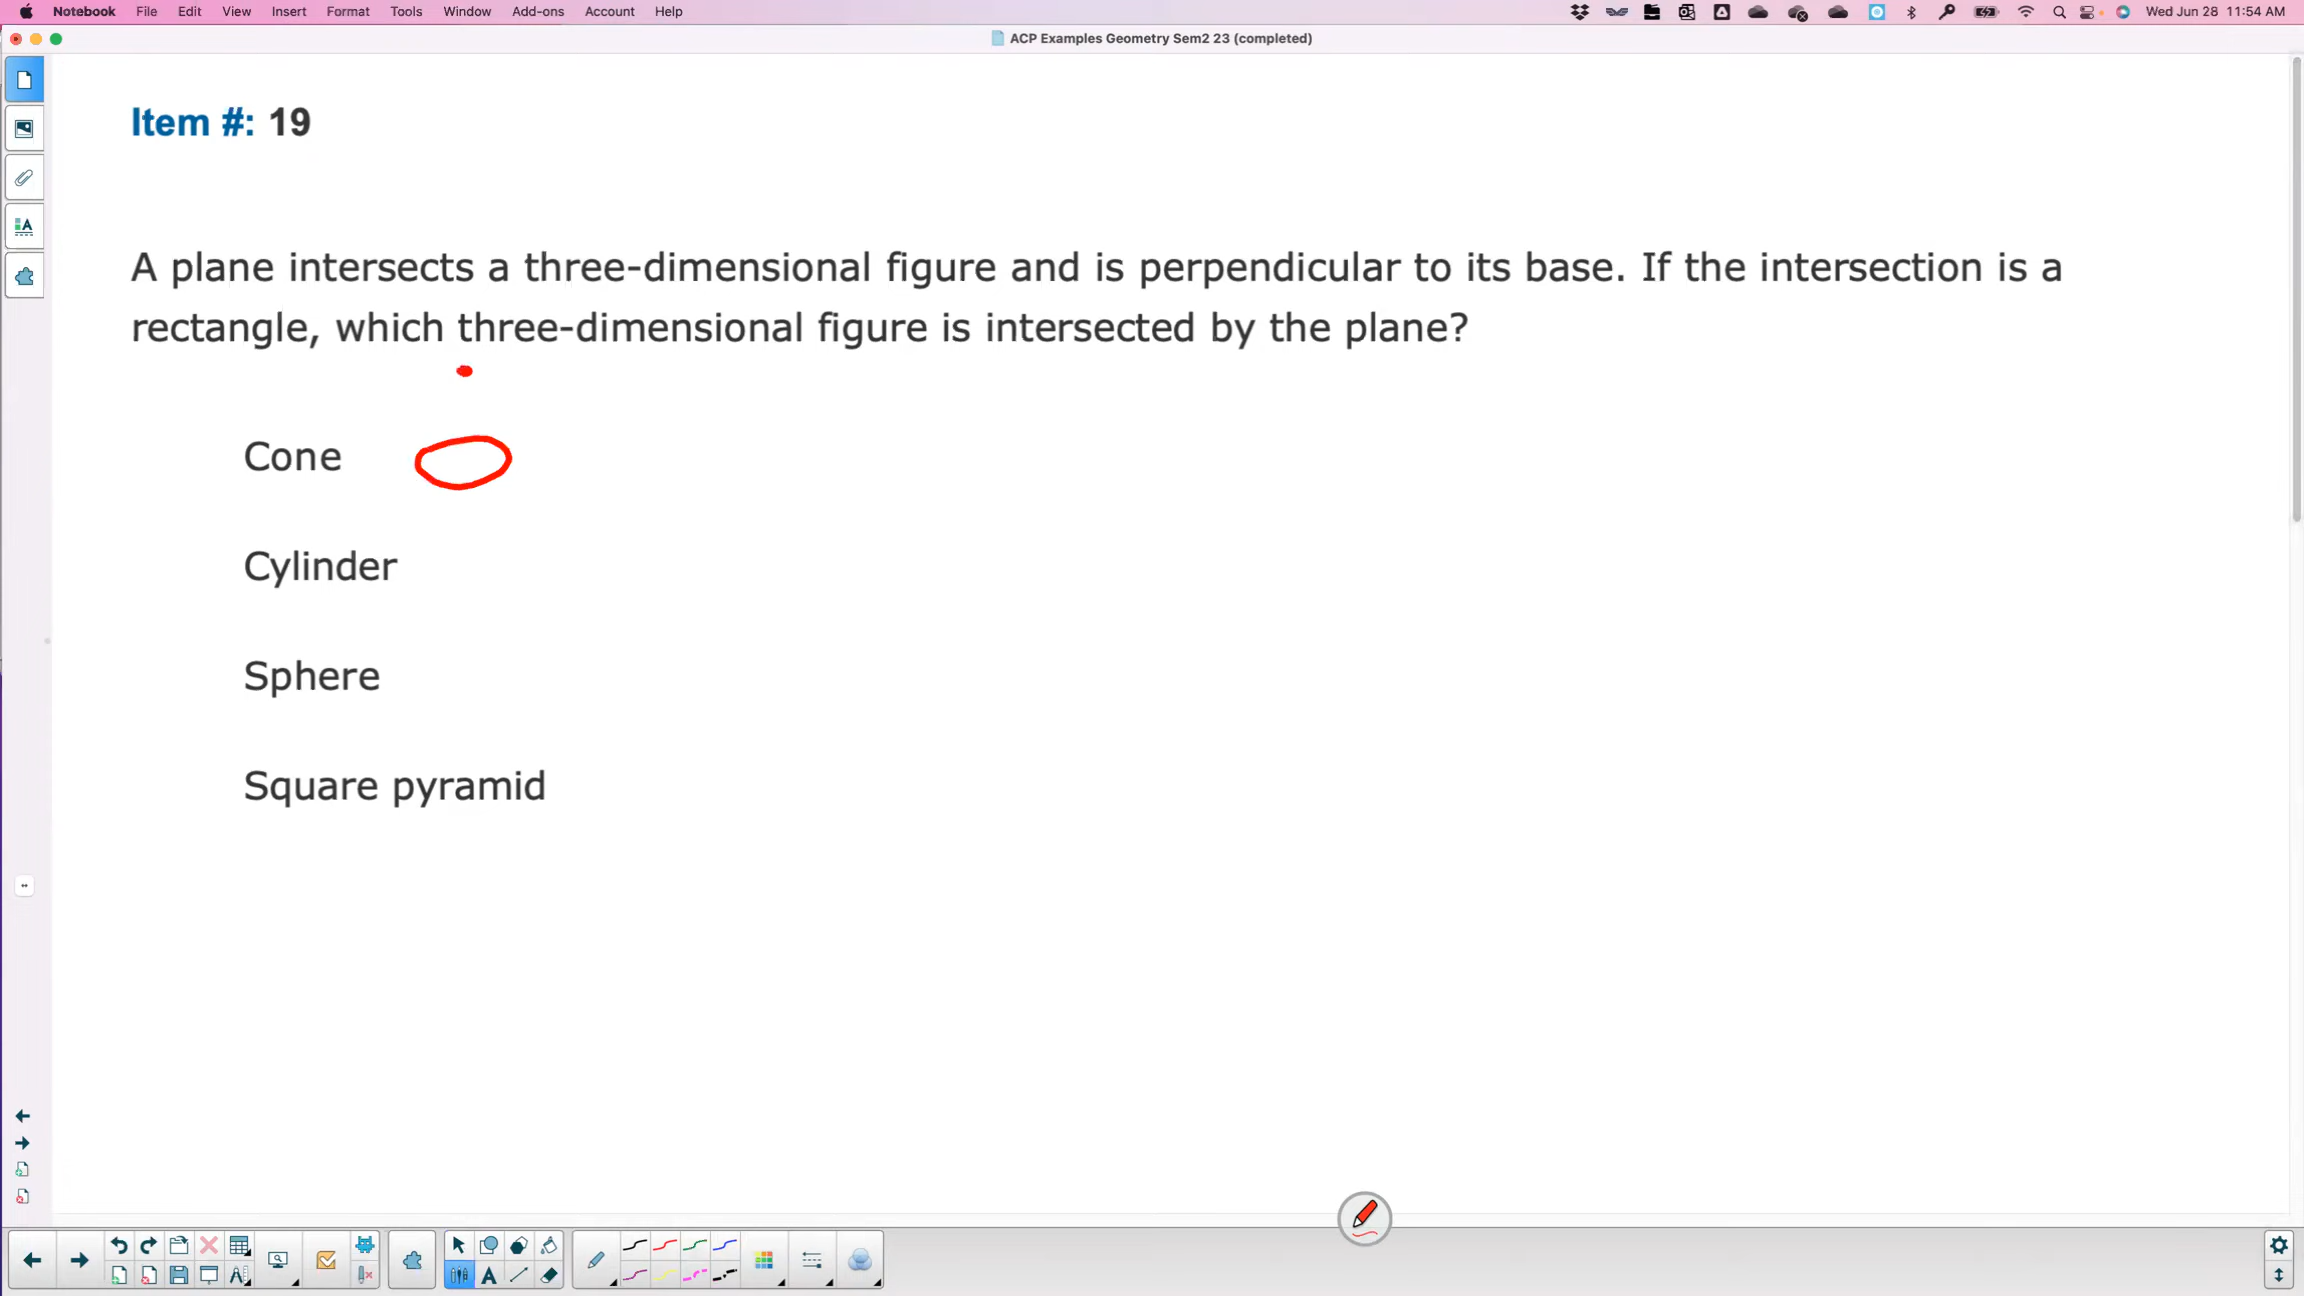 Notebook File Edit View Insert Format Tools Window Add-ons Account Help Wed Jun 28 11:54 AM
ACP Examples Geometry Sem2 23 (completed)
Item #: 19
A plane intersects a three-dimensional figure and is perpendicular to its base. If the intersection is a
rectangle, which three-dimensional figure is intersected by the plane?
Cone
Cylinder
Sphere
Square pyramid